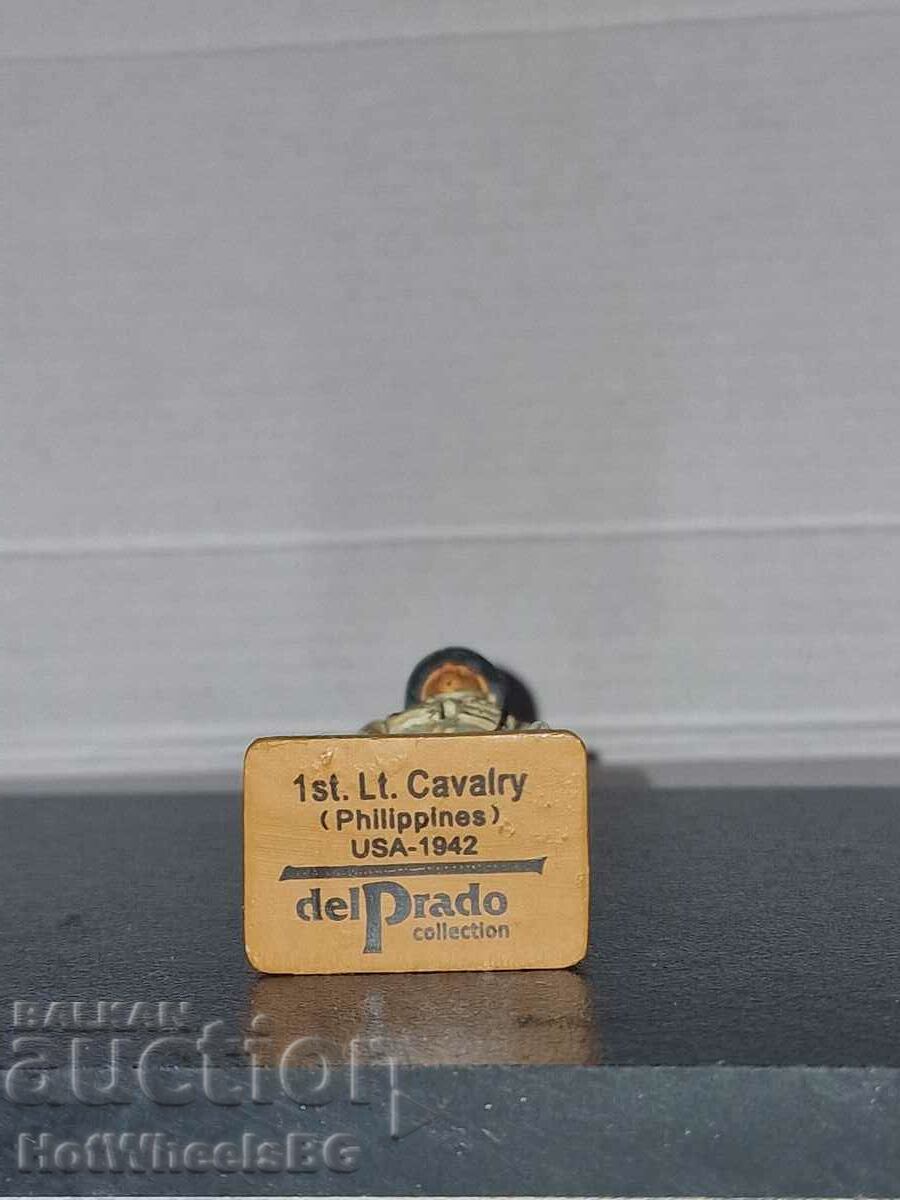 1st. Lt. Cavalry
(Philippines)
USA-1942
delPrado
collection
BALKAN
auction
HotWheelsBG